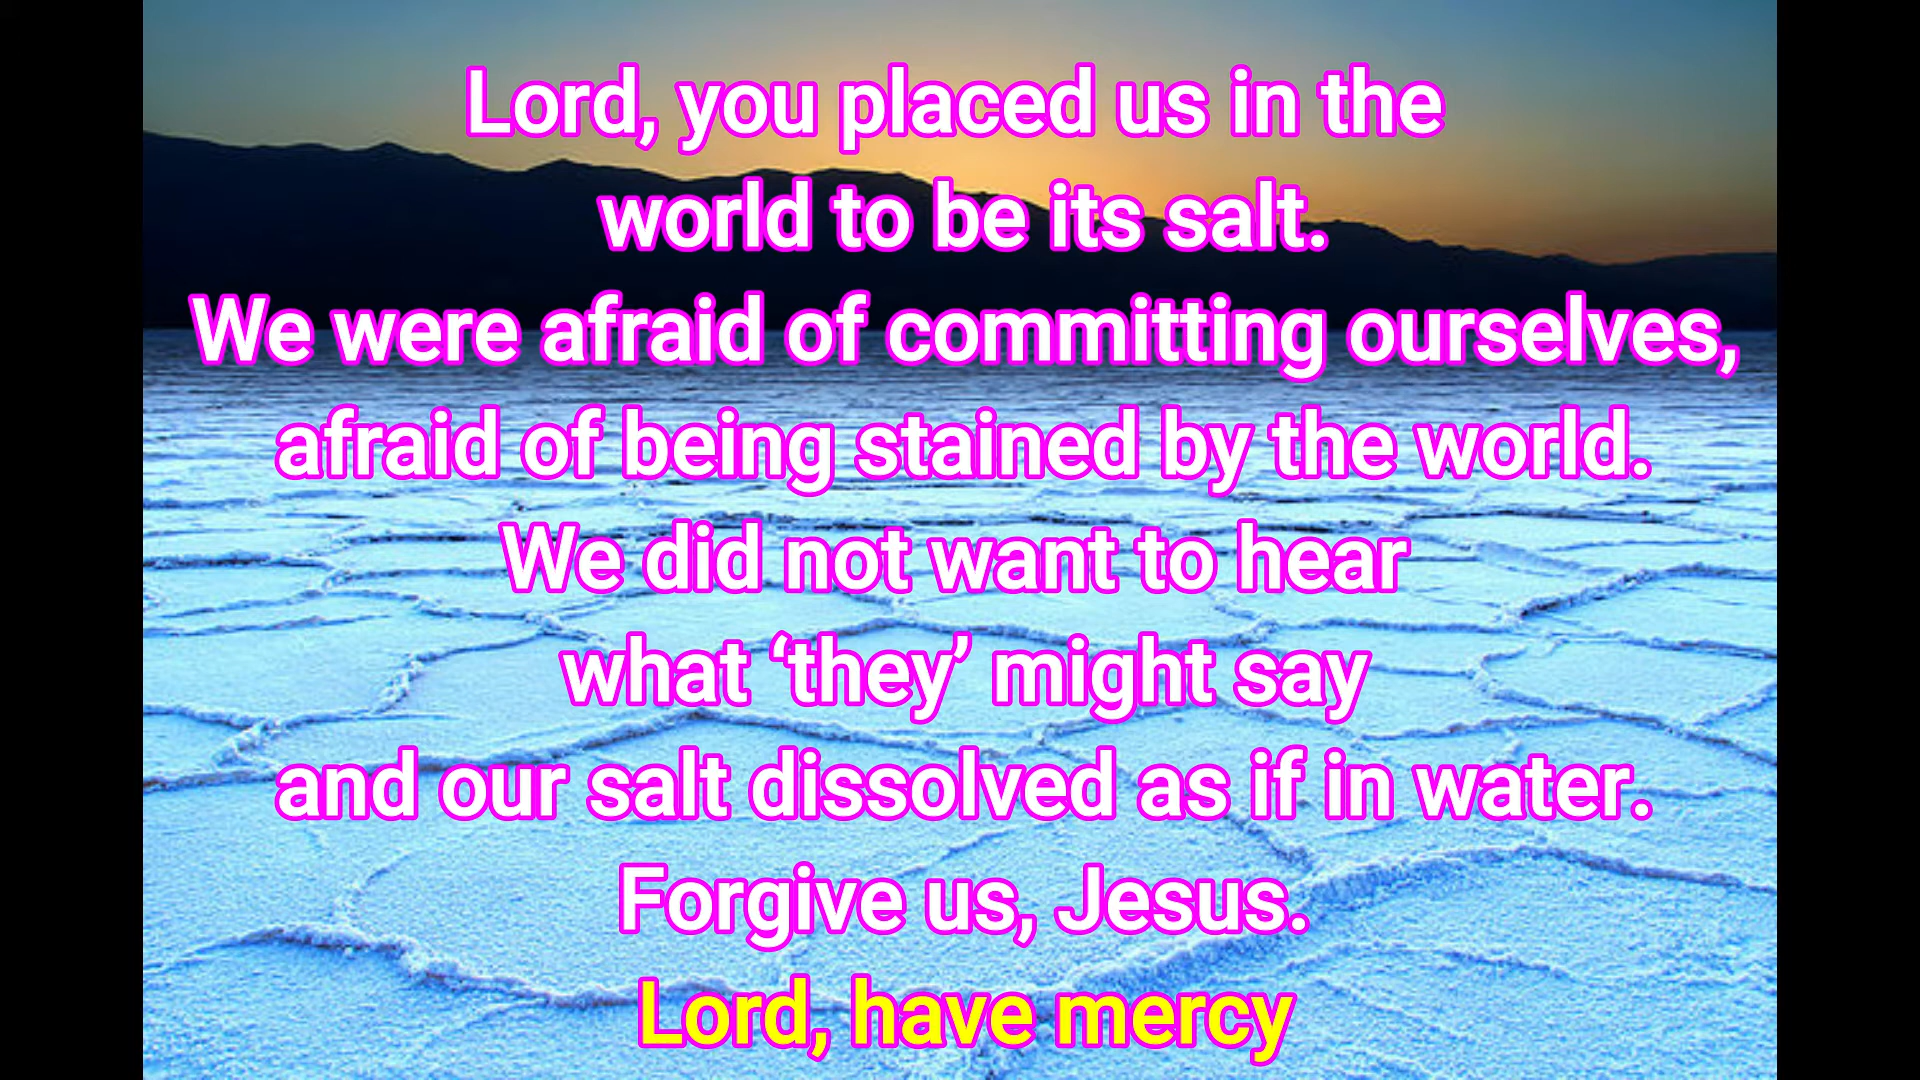 Lord, you placed us in the
world to be its salt.
We were afraid of committing ourselves,
afraid of being stained by the world.
We did not want to hear
what ‘they’ might say
and our salt dissolved as if in water.
Forgive us, Jesus.
Lord, have mercy